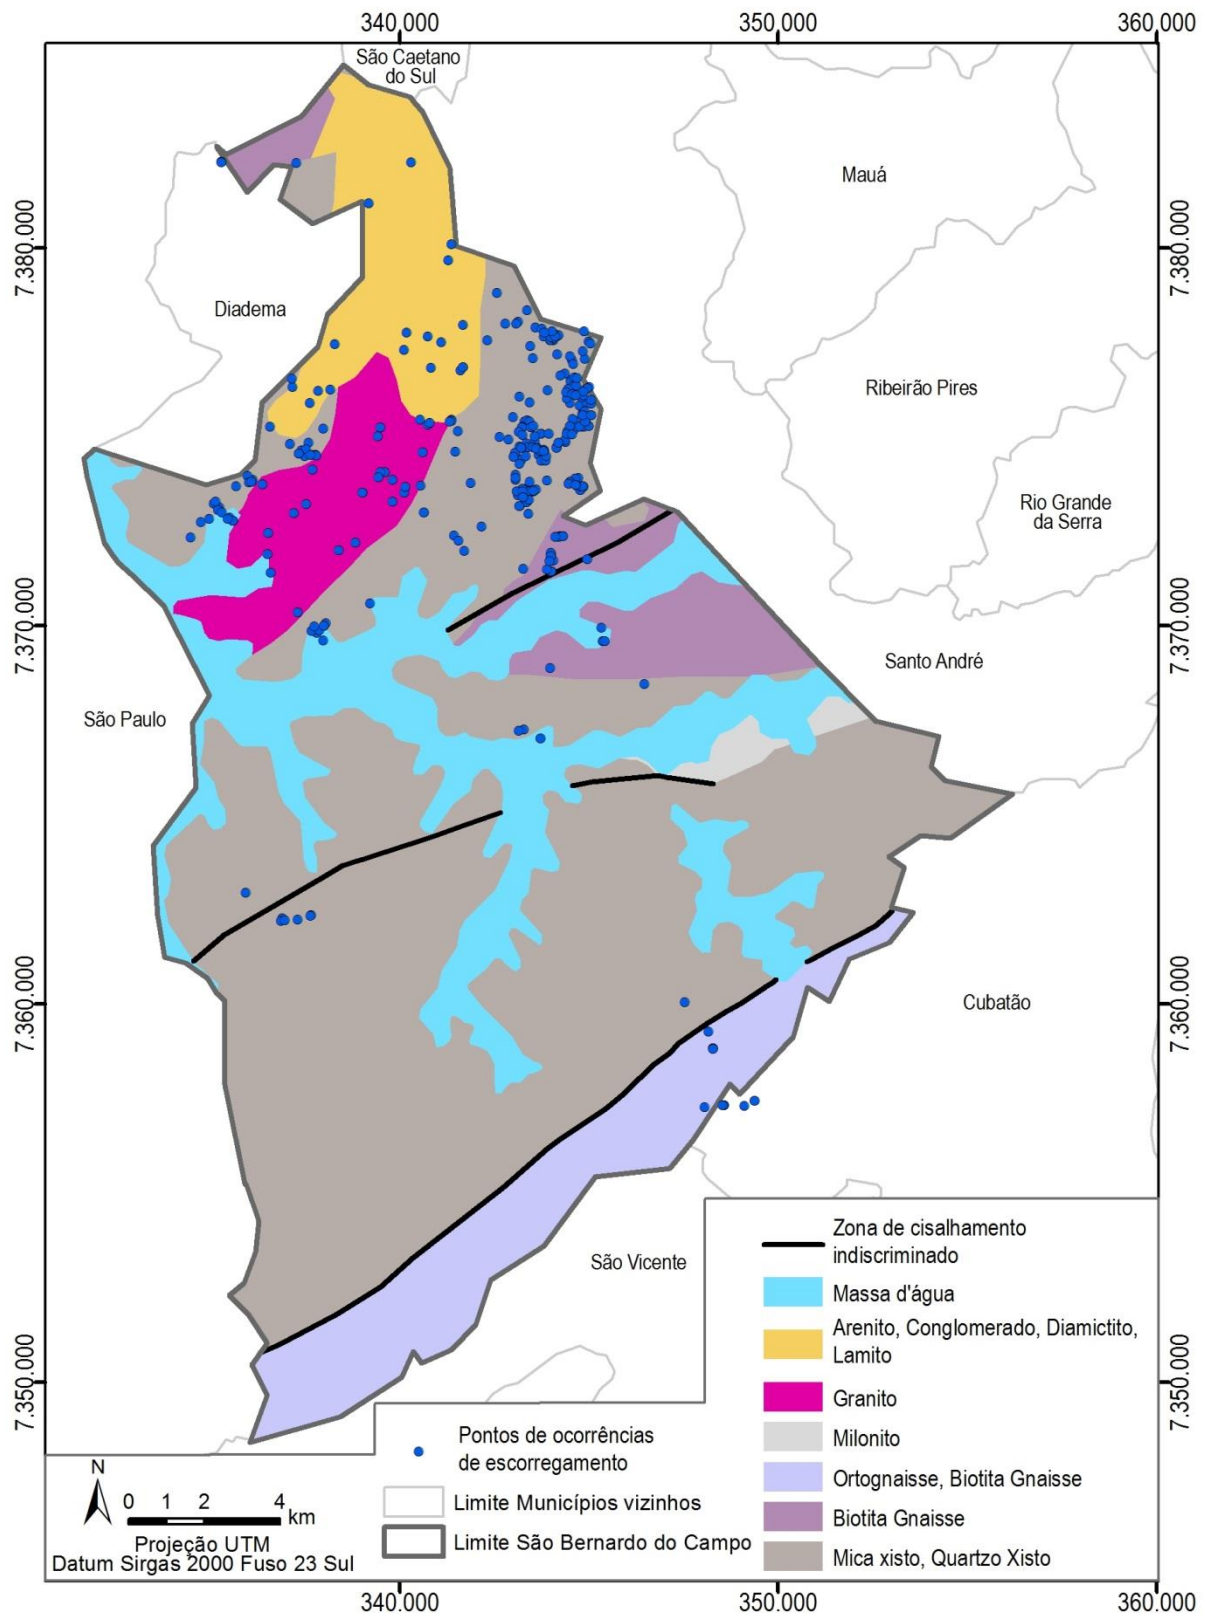 340.000
350.000
360.000
São Caetano
do Sul
Mauá
7.380.000
7.380.000
Diadema
Ribeirão Pires
Rio Grande
da Serra
7.370.000
7.370.000
Santo André
São Paulo
7.360.000
Cubatão
7.360.000
São Vicente
7.350.000
7.350.000
Zona de cisalhamento
indiscriminado
Massa d'água
Arenito, Conglomerado, Diamictito,
Lamito
Granito
Milonito
Ortognaisse, Biotita Gnaisse
Biotita Gnaisse
Mica xisto, Quartzo Xisto
Pontos de ocorrências
de escorregamento
Limite Municípios vizinhos
Limite São Bernardo do Campo
N
0 1 2 4
km
Projeção UTM
Datum Sirgas 2000 Fuso 23 Sul
340.000
350.000
360.000